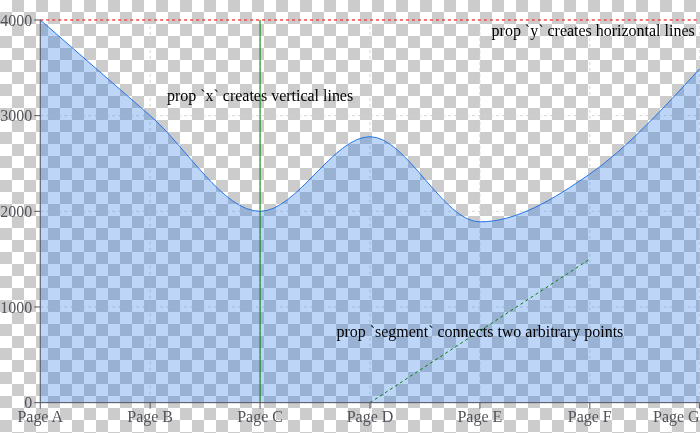 4000
prop `y` creates horizontal lines
prop `x` creates vertical lines
3000
2000
1000
prop `segment` connects two arbitrary points
0
Page A Page B Page C Page D Page E Page F Page G